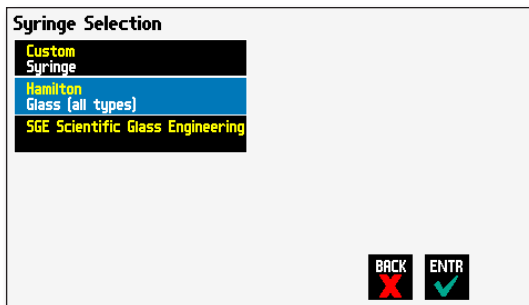 Syringe Selection
Custom
Syringe
Hamilton
Glass (all types)
SGE Scientific Glass Engineering
BACK ENTR